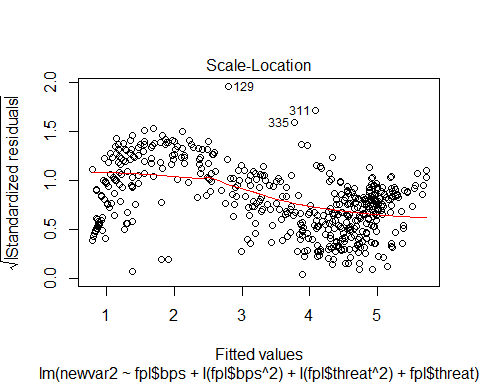 Scale-Location
√|Standardized residuals|
2.0
1.5
1.0
0.5
0.0
129
311
335
1 2 3 4 5
Fitted values
lm(newvar2 ~ fpl$bps + I(fpl$bps^2) + I(fpl$threat^2) + fpl$threat)